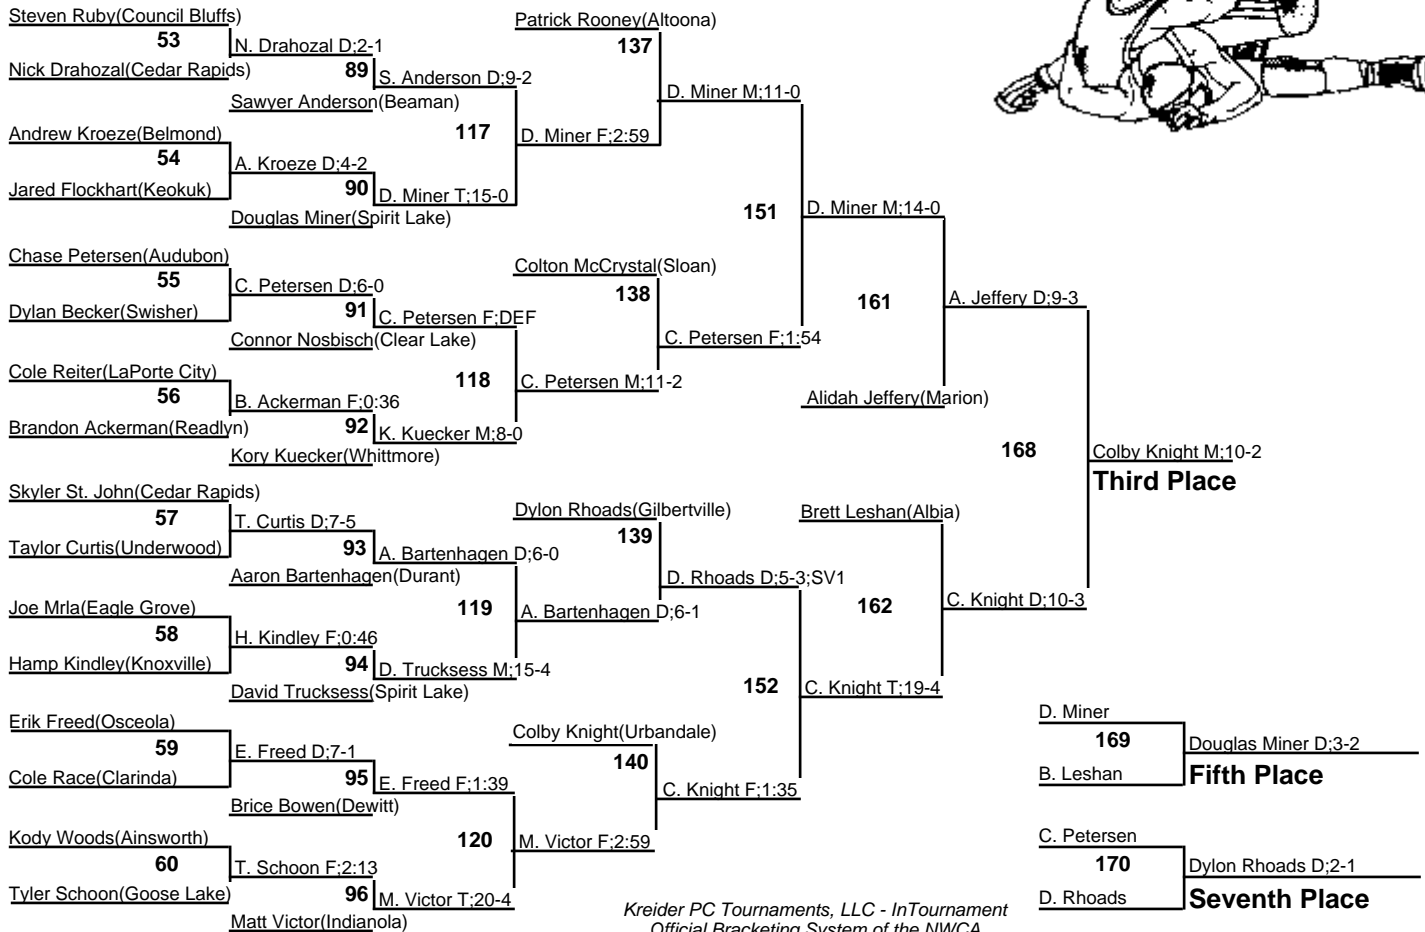 Steven Ruby(Council Bluffs)
53
Nick Drahozal(Cedar Rapids)
N. Drahozal D;2-1
89
Sawyer Anderson(Beaman)
S. Anderson D;9-2
Andrew Kroeze(Belmond)
54
Jared Flockhart(Keokuk)
A. Kroeze D;4-2
90
Douglas Miner(Spirit Lake)
D. Miner T;15-0
117
D. Miner F;2:59
Patrick Rooney(Altoona)
137
D. Miner M;11-0
Chase Petersen(Audubon)
55
Dylan Becker(Swisher)
C. Petersen D;6-0
91
Connor Nosbisch(Clear Lake)
C. Petersen F;DEF
Cole Reiter(LaPorte City)
56
Brandon Ackerman(Readlyn)
B. Ackerman F;0:36
92
Kory Kuecker(Whittmore)
K. Kuecker M;8-0
118
C. Petersen M;11-2
Colton McCrystal(Sloan)
138
C. Petersen F;1:54
151
D. Miner M;14-0
161
Alidah Jeffery(Marion)
A. Jeffery D;9-3
Skyler St. John(Cedar Rapids)
57
Taylor Curtis(Underwood)
T. Curtis D;7-5
93
Aaron Bartenhagen(Durant)
A. Bartenhagen D;6-0
Joe Mrla(Eagle Grove)
58
Hamp Kindley(Knoxville)
H. Kindley F;0:46
94
David Trucksess(Spirit Lake)
D. Trucksess M;15-4
119
A. Bartenhagen D;6-1
Dylon Rhoads(Gilbertville)
139
D. Rhoads D;5-3;SV1
Erik Freed(Osceola)
59
Cole Race(Clarinda)
E. Freed D;7-1
95
Brice Bowen(Dewitt)
E. Freed F;1:39
Kody Woods(Ainsworth)
60
Tyler Schoon(Goose Lake)
T. Schoon F;2:13
96
Matt Victor(Indianola)
M. Victor T;20-4
120
M. Victor F;2:59
Colby Knight(Urbandale)
140
C. Knight F;1:35
152
C. Knight T;19-4
Brett Leshan(Albia)
162
C. Knight D;10-3
168
Colby Knight M;10-2
Third Place
D. Miner
169
B. Leshan
Douglas Miner D;3-2
Fifth Place
C. Petersen
170
D. Rhoads
Dylon Rhoads D;2-1
Seventh Place
Kreider PC Tournaments, LLC - InTournament
Official Bracketing System of the NWCA